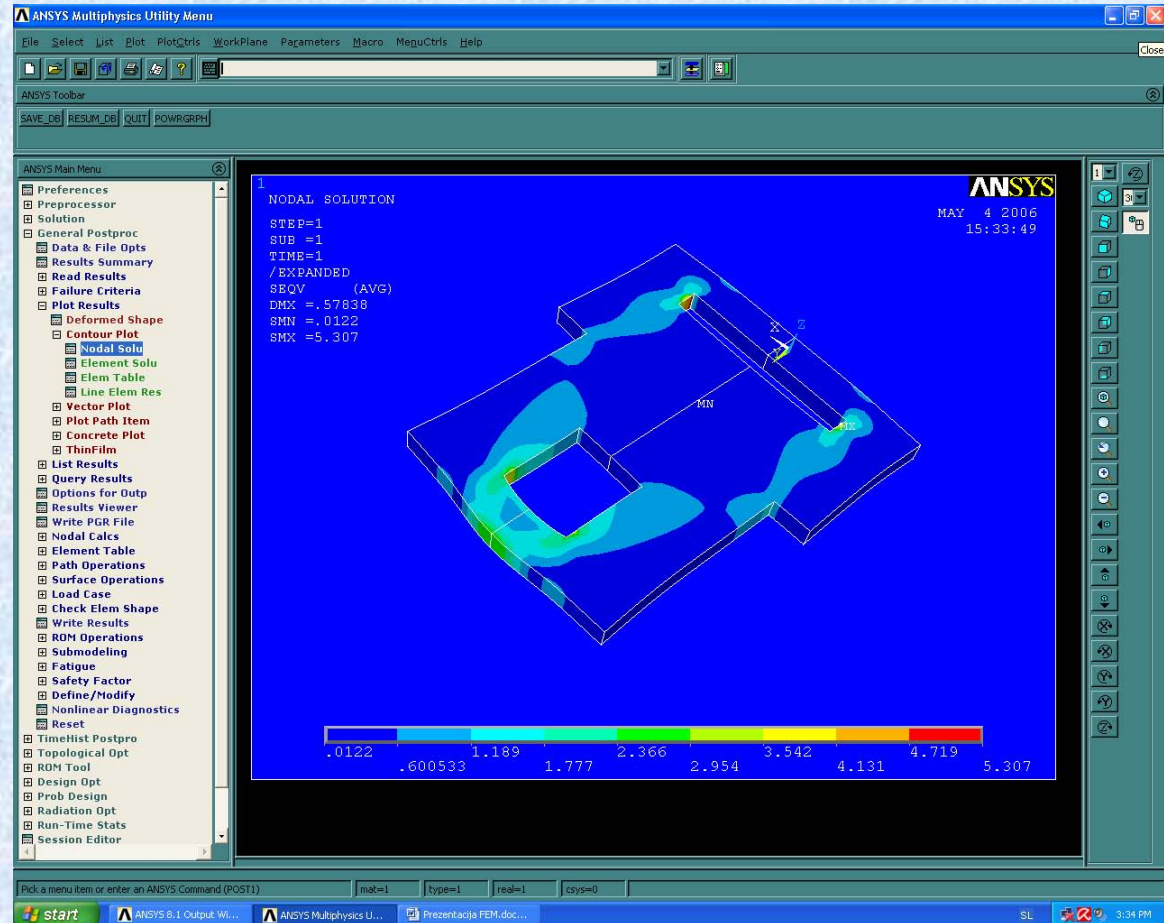 ANSYS Multiphysics Utility Menu
File Select List Plot PlotCtrls WorkPlane Parameters Macro MenuCtrls Help
Close
ANSYS Toolbar
SAVE_DB RESUM_DB QUIT POWRGRPH
ANSYS Main Menu
Preferences
Preprocessor
Solution
General Postproc
Data & File Opts
Results Summary
Read Results
Failure Criteria
Plot Results
Deformed Shape
Contour Plot
Nodal Solu
Element Solu
Elem Table
Line Elem Res
Vector Plot
Plot Path Item
Concrete Plot
ThinFilm
List Results
Query Results
Options for Outp
Results Viewer
Write PGR File
Nodal Calcs
Element Table
Path Operations
Surface Operations
Load Case
Check Elem Shape
Write Results
ROM Operations
Submodeling
Fatigue
Safety Factor
Define/Modify
Nonlinear Diagnostics
Reset
TimeHist Postpro
Topological Opt
ROM Tool
Design Opt
Prob Design
Radiation Opt
Run-Time Stats
Session Editor
1
NODAL SOLUTION
STEP=1
SUB =1
TIME=1
/EXPANDED
SEQV (AVG)
DMX =.57838
SMN =.0122
SMX =5.307
ANSYS
MAY 4 2006
15:33:49
X Z
MN
MX
.0122 1.189 2.366 3.542 4.719
.600533 1.777 2.954 4.131 5.307
1
Pick a menu item or enter an ANSYS Command (POST1) mat=1 type=1 real=1 csys=0
start ANSYS 8.1 Output Wi... ANSYS Multiphysics U... Prezentacija FEM.doc... SL 3:34 PM